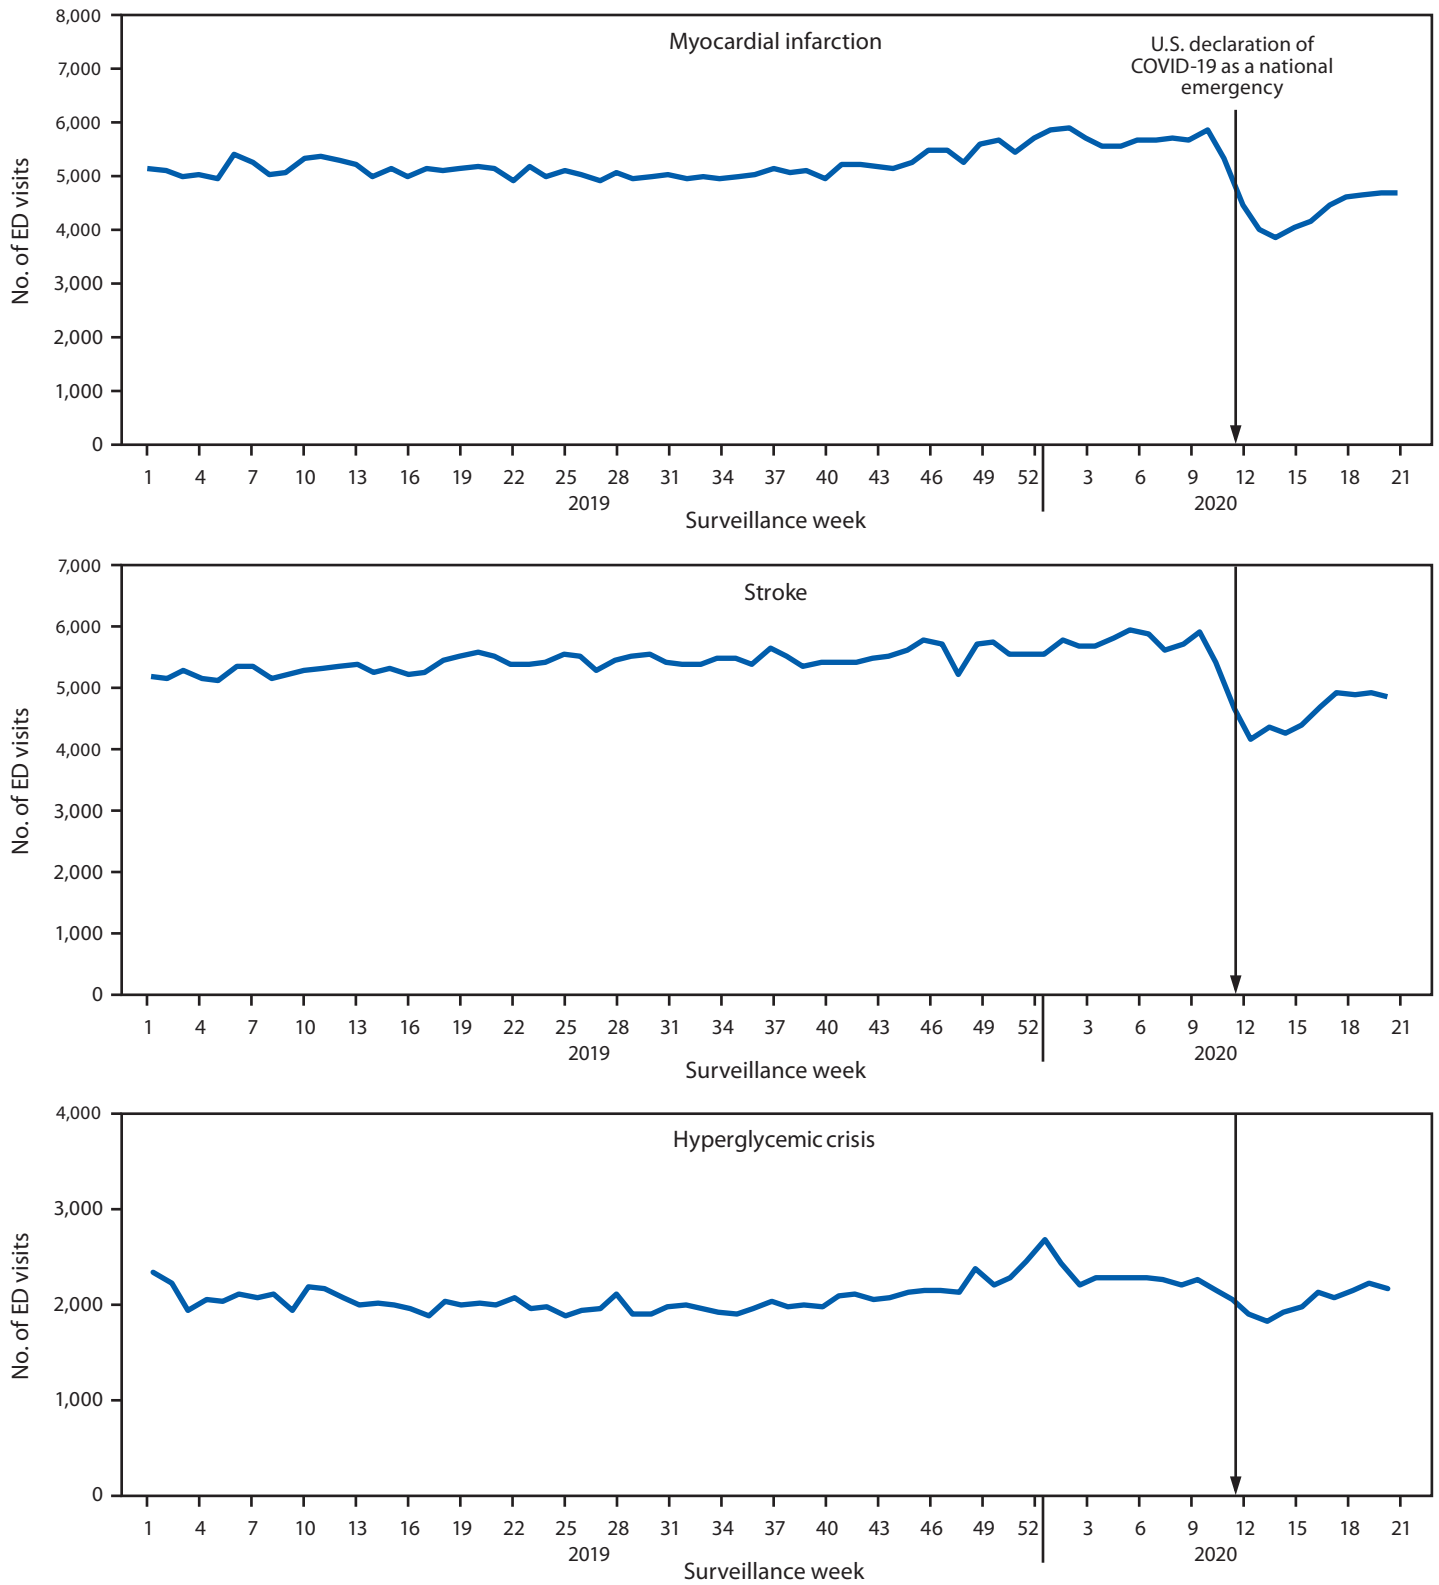 Myocardial infarction
U.S. declaration of
COVID-19 as a national
emergency
No. of ED visits
8,000
7,000
6,000
5,000
4,000
3,000
2,000
1,000
0
1 4 7 10 13 16 19 22 25 28 31 34 37 40 43 46 49 52 3 6 9 12 15 18 21
2019 2020
Surveillance week
Stroke
No. of ED visits
7,000
6,000
5,000
4,000
3,000
2,000
1,000
0
1 4 7 10 13 16 19 22 25 28 31 34 37 40 43 46 49 52 3 6 9 12 15 18 21
2019 2020
Surveillance week
Hyperglycemic crisis
No. of ED visits
4,000
3,000
2,000
1,000
0
1 4 7 10 13 16 19 22 25 28 31 34 37 40 43 46 49 52 3 6 9 12 15 18 21
2019 2020
Surveillance week